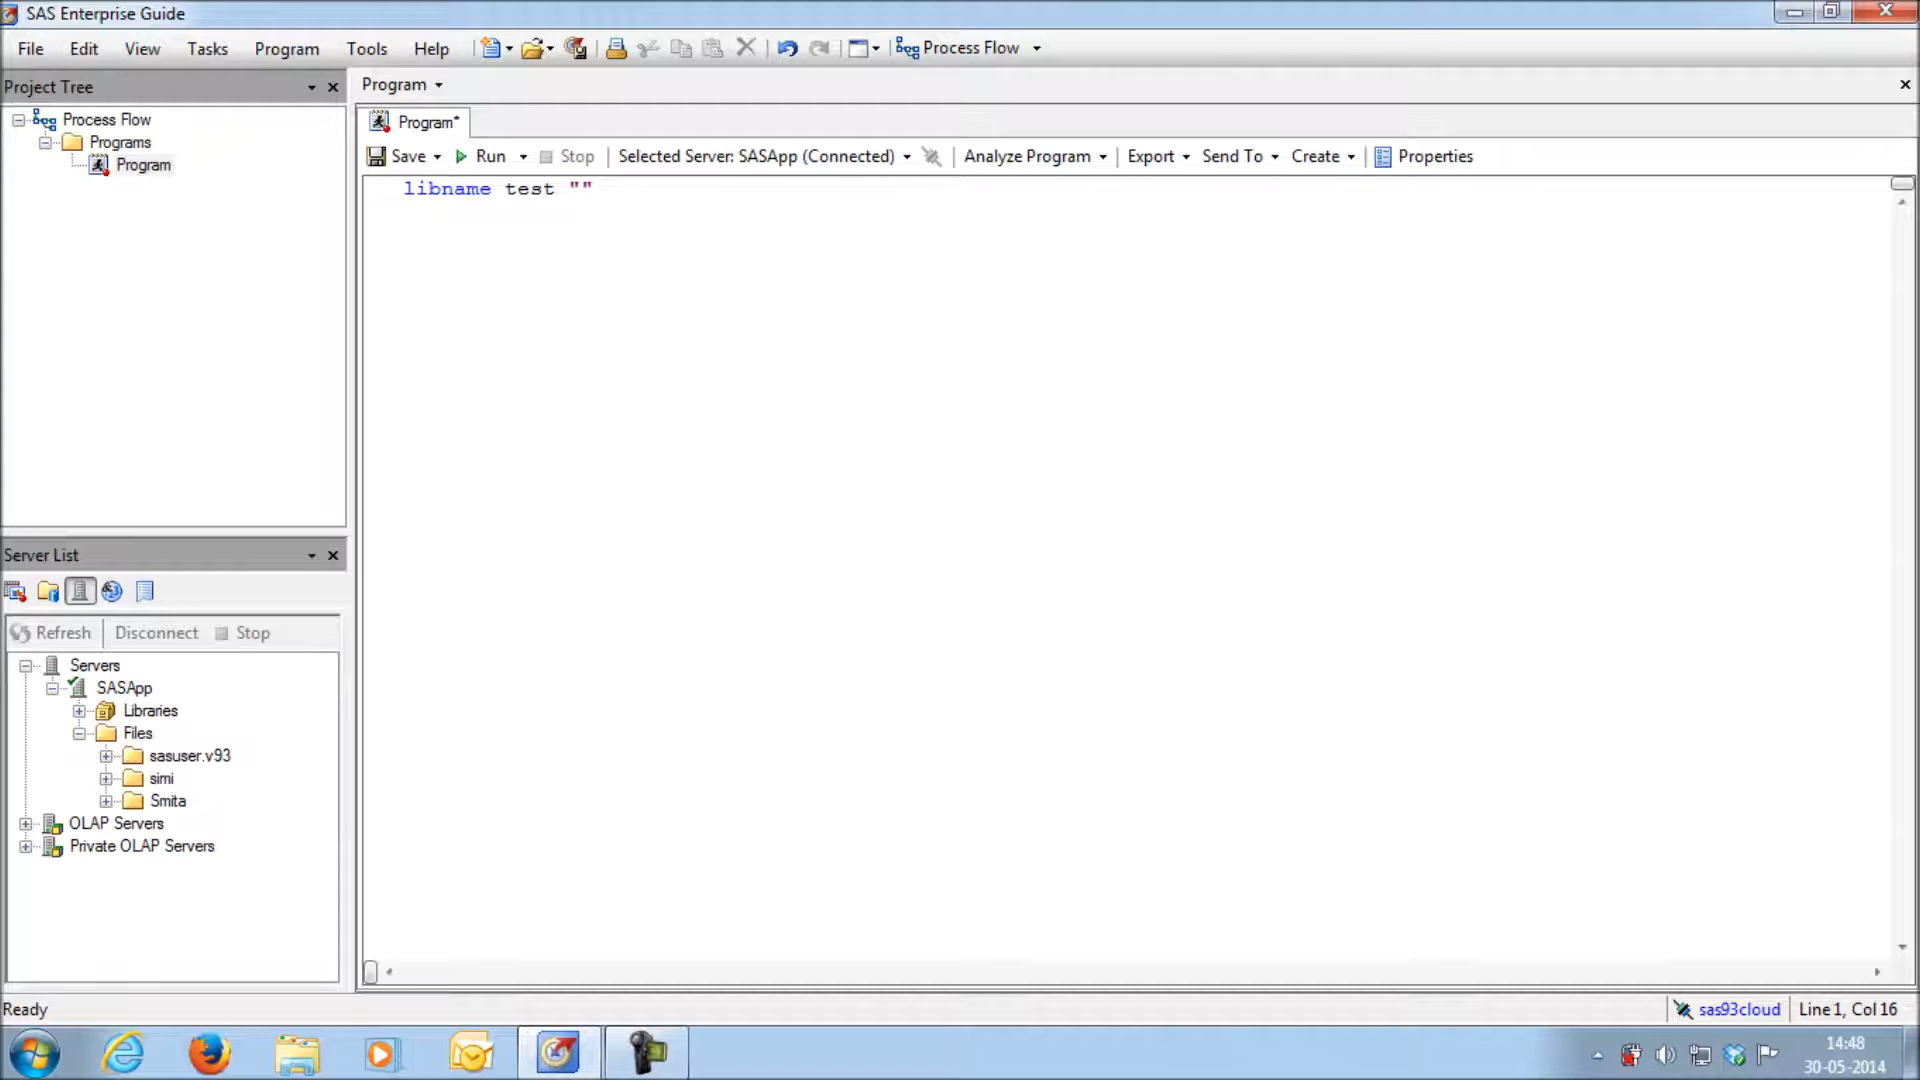 SAS Enterprise Guide
File Edit View Tasks Program Tools Help Process Flow
Project Tree
Program
Process Flow
Programs
Program
Program*
Save Run Stop Selected Server: SASApp (Connected) Analyze Program Export Send To Create Properties
libname test ""
Server List
Refresh Disconnect Stop
Servers
SASApp
Libraries
Files
sasuser.v93
simi
Smita
OLAP Servers
Private OLAP Servers
Ready
sas93cloud
Line 1, Col 16
14:48
30-05-2014